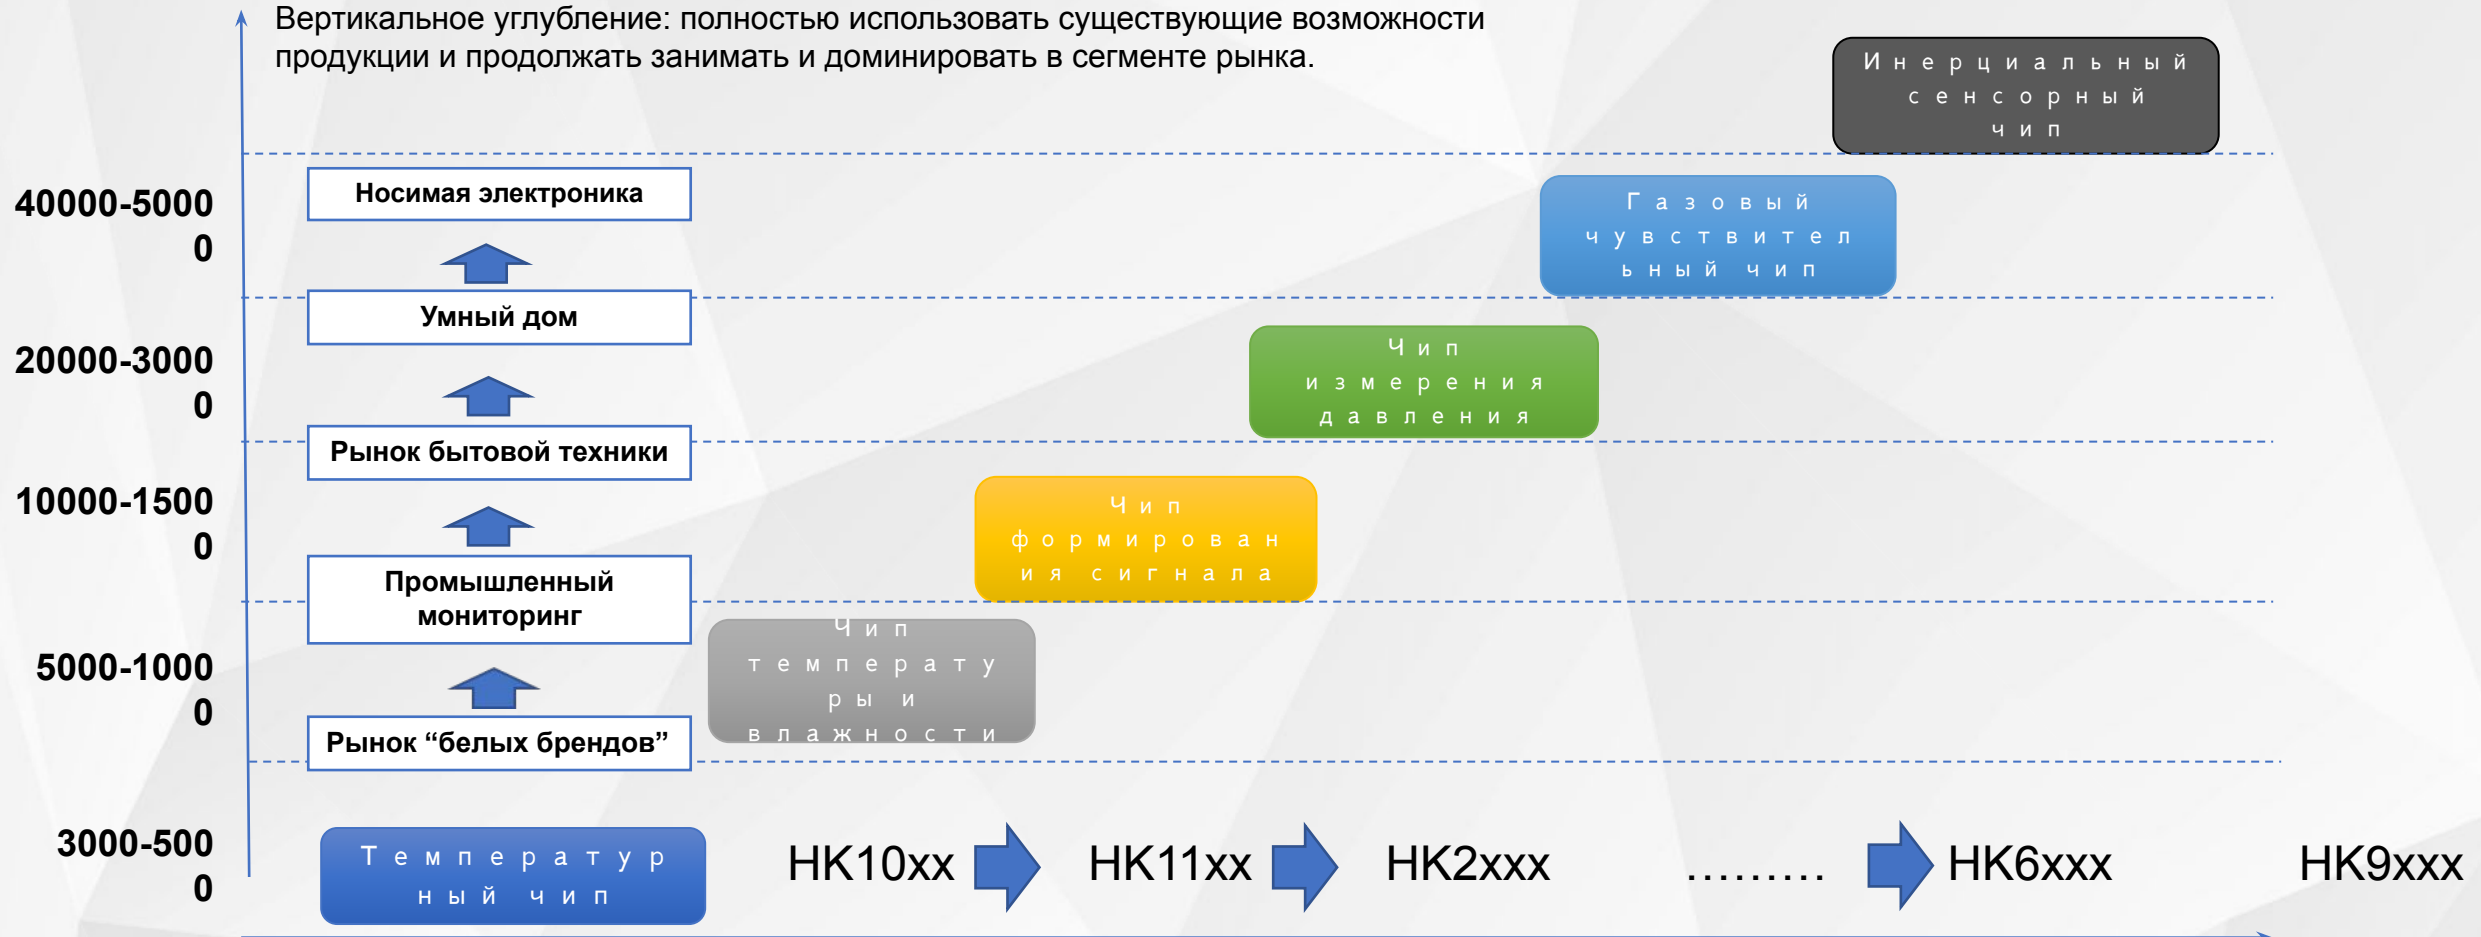 Вертикальное углубление: полностью использовать существующие возможности
продукции и продолжать занимать и доминировать в сегменте рынка.
Инерциальный
сенсорный
чип
40000-5000
0
Носимая электроника
Газовый
чувствител
ьный чип
Умный дом
20000-3000
0
Чип
измерения
давления
Рынок бытовой техники
10000-1500
0
Чип
формирован
ия сигнала
Промышленный
мониторинг
5000-1000
0
Чип
температу
ры и
влажности
Рынок “белых брендов”
3000-500
0
Температур
ный чип
HK10xx
HK11xx
HK2xxx
.........
HK6xxx
HK9xxx